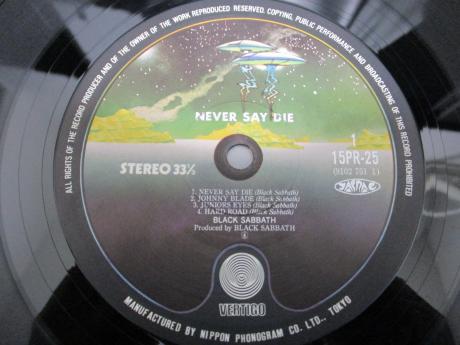 ALL RIGHTS OF THE RECORD PRODUCER AND OF THE OWNER OF THE WORK REPRODUCED RESERVED. COPYING, PUBLIC PERFORMANCE AND BROADCASTING OF THIS RECORD PROHIBITED
NEVER SAY DIE
STEREO 33⅓
1
15PR-25
(9102 751 1)
1. NEVER SAY DIE (Black Sabbath)
2. JOHNNY BLADE (Black Sabbath)
3. JUNIORS EYES (Black Sabbath)
4. HARD ROAD (Black Sabbath)
BLACK SABBATH
Produced by BLACK SABBATH
VERTIGO
MANUFACTURED BY NIPPON PHONOGRAM CO. LTD., TOKYO